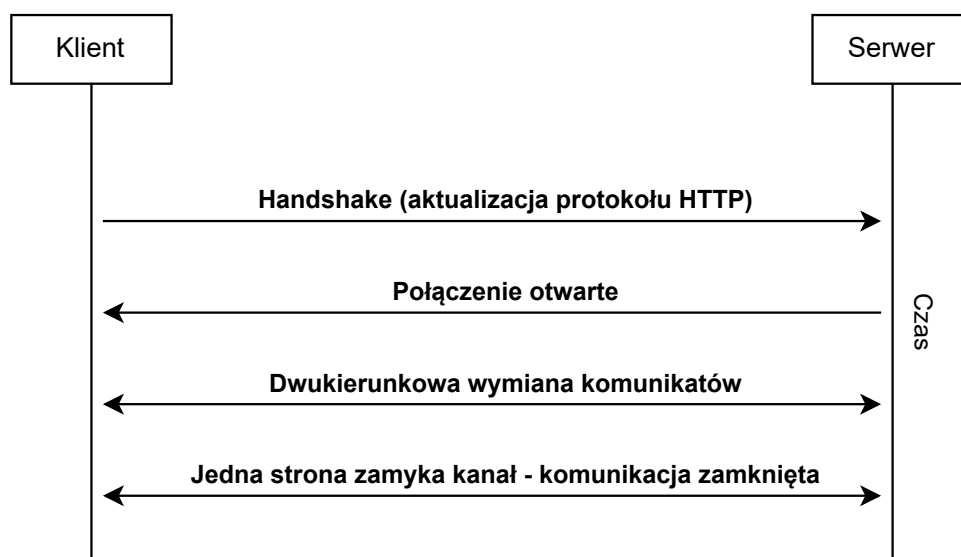 Klient
Serwer
Handshake (aktualizacja protokołu HTTP)
Połączenie otwarte
Czas
Dwukierunkowa wymiana komunikatów
Jedna strona zamyka kanał - komunikacja zamknięta